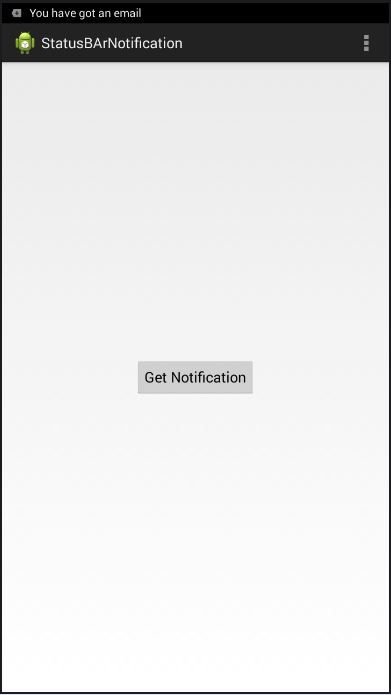 You have got an email
StatusBArNotification
Get Notification